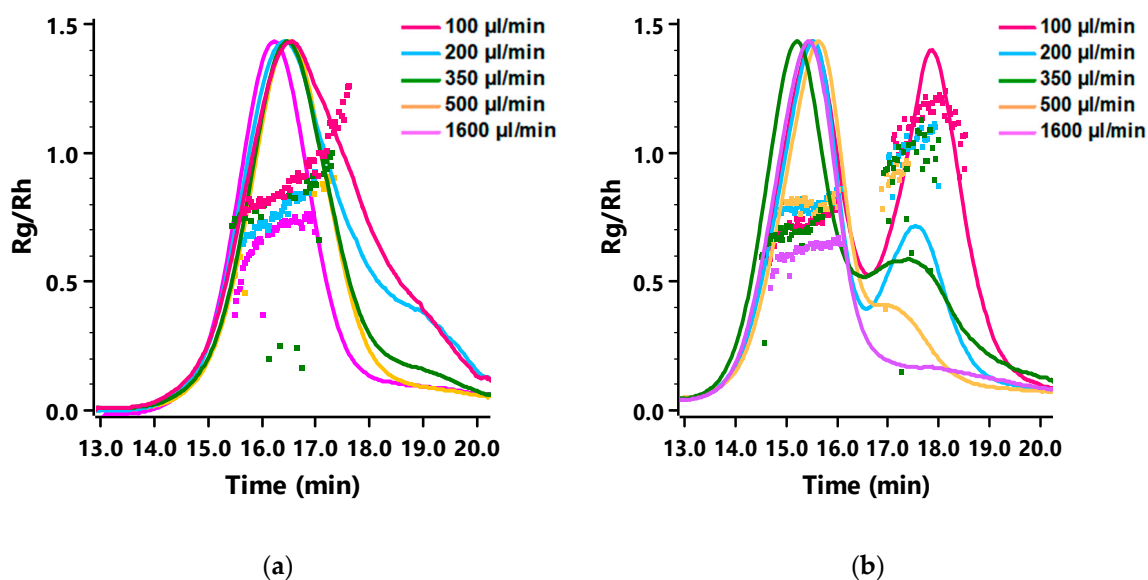 1.5
1.0
0.5
0.0
Rg/Rh
100 µl/min
200 µl/min
350 µl/min
500 µl/min
1600 µl/min
13.0 14.0 15.0 16.0 17.0 18.0 19.0 20.0
Time (min)
(a)
1.5
1.0
0.5
0.0
Rg/Rh
100 µl/min
200 µl/min
350 µl/min
500 µl/min
1600 µl/min
13.0 14.0 15.0 16.0 17.0 18.0 19.0 20.0
Time (min)
(b)